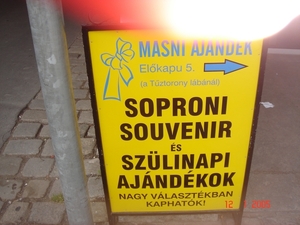 MASNI AJÁNDÉK
Előkapu 5.
(a Tűztorony lábánál)
SOPRONI
SOUVENIR
ÉS
SZÜLINAPI
AJÁNDÉKOK
NAGY VÁLASZTÉKBAN
KAPHATÓK!